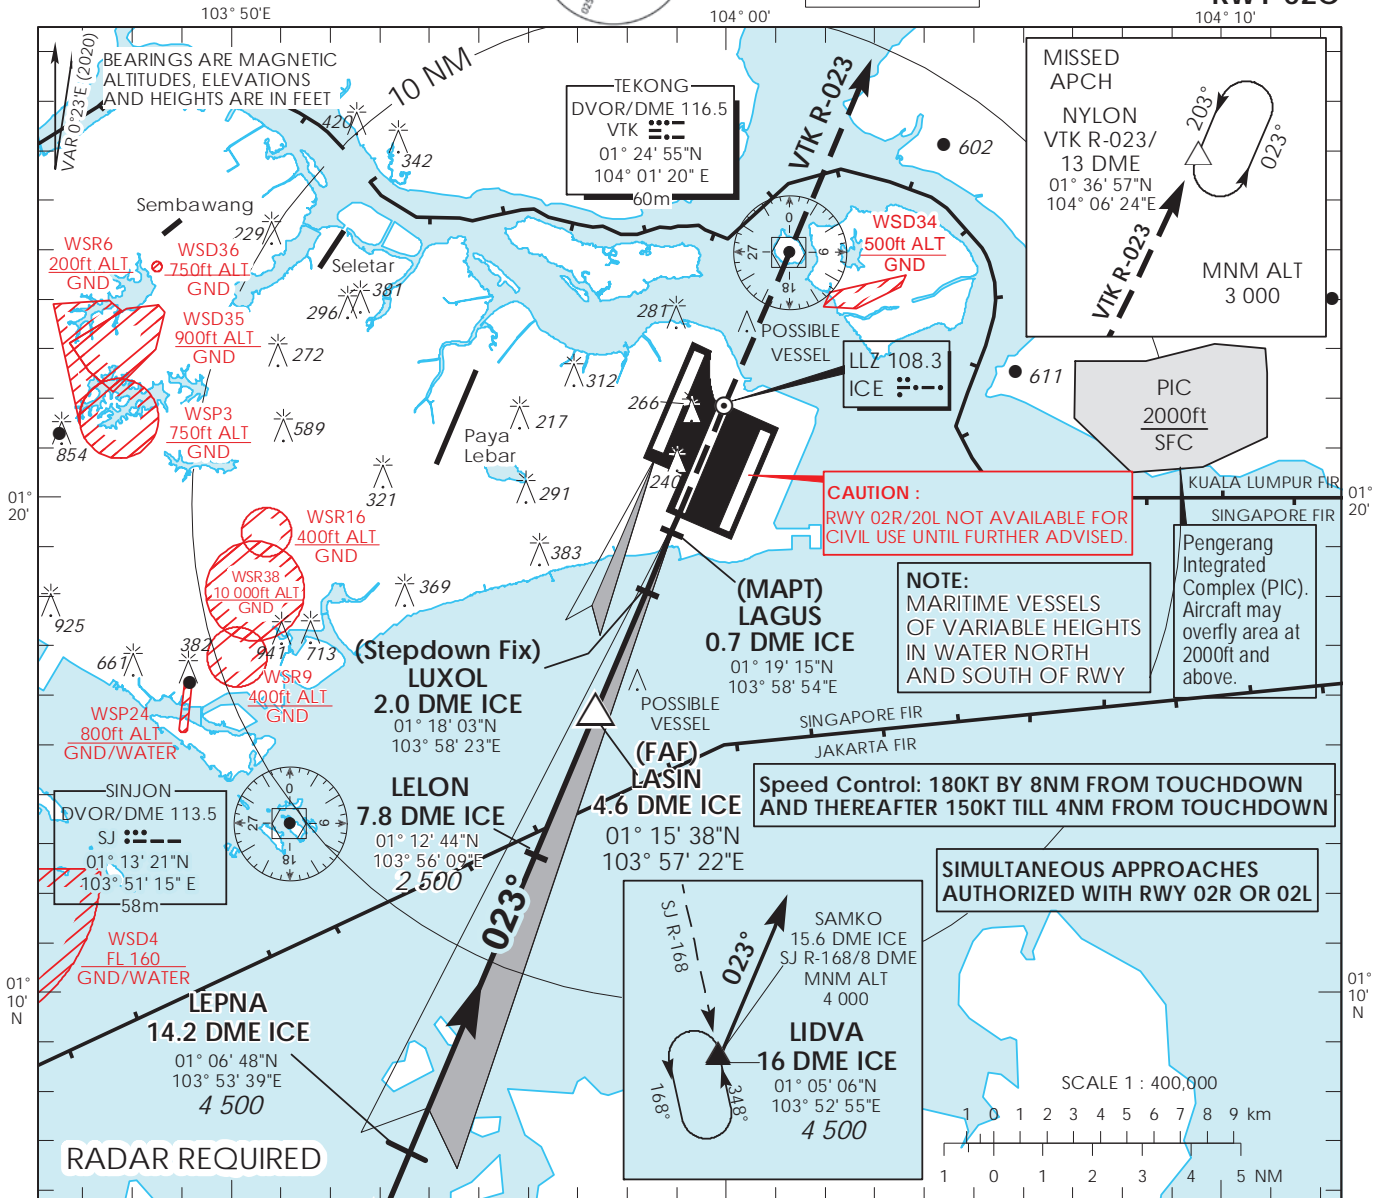 103° 50'E
104° 00'
104° 10'
VAR 0°23'E (2020)
BEARINGS ARE MAGNETIC
ALTITUDES, ELEVATIONS
AND HEIGHTS ARE IN FEET
10 NM
420
342
TEKONG
DVOR/DME 116.5
VTK
01° 24' 55"N
104° 01' 20" E
60m
VTK R-023
602
MISSED
APCH
NYLON
VTK R-023/
13 DME
01° 36' 57"N
104° 06' 24"E
203°
023°
VTK R-023
MNM ALT
3 000
Sembawang
229
Seletar
WSR6
200ft ALT
GND
WSD36
750ft ALT
GND
WSD35
900ft ALT
GND
WSP3
750ft ALT
GND
296
381
272
589
854
321
312
217
291
383
369
281
266
240
Paya
Lebar
0
9
18
27
WSD34
500ft ALT
GND
POSSIBLE
VESSEL
LLZ 108.3
ICE
611
PIC
2000ft
SFC
01°
20'
KUALA LUMPUR FIR
SINGAPORE FIR
01°
20'
CAUTION :
RWY 02R/20L NOT AVAILABLE FOR
CIVIL USE UNTIL FURTHER ADVISED.
WSR16
400ft ALT
GND
WSR38
10 000ft ALT
GND
925
661
382
941
713
WSR9
400ft ALT
GND
WSP24
800ft ALT
GND/WATER
NOTE:
MARITIME VESSELS
OF VARIABLE HEIGHTS
IN WATER NORTH
AND SOUTH OF RWY
Pengerang
Integrated
Complex (PIC).
Aircraft may
overfly area at
2000ft and
above.
(MAPT)
LAGUS
0.7 DME ICE
01° 19' 15"N
103° 58' 54"E
(Stepdown Fix)
LUXOL
2.0 DME ICE
01° 18' 03"N
103° 58' 23"E
POSSIBLE
VESSEL
SINGAPORE FIR
JAKARTA FIR
(FAF)
LASIN
4.6 DME ICE
01° 15' 38"N
103° 57' 22"E
LELON
7.8 DME ICE
01° 12' 44"N
103° 56' 09"E
2 500
Speed Control: 180KT BY 8NM FROM TOUCHDOWN
AND THEREAFTER 150KT TILL 4NM FROM TOUCHDOWN
SIMULTANEOUS APPROACHES
AUTHORIZED WITH RWY 02R OR 02L
SINJON
DVOR/DME 113.5
SJ
01° 13' 21"N
103° 51' 15" E
58m
0
9
18
27
WSD4
FL 160
GND/WATER
023°
01°
10'
N
LEPNA
14.2 DME ICE
01° 06' 48"N
103° 53' 39"E
4 500
SJ R-168
023°
SAMKO
15.6 DME ICE
SJ R-168/8 DME
MNM ALT
4 000
LIDVA
16 DME ICE
01° 05' 06"N
103° 52' 55"E
4 500
168°
348°
01°
10'
N
SCALE 1 : 400,000
1 0 1 2 3 4 5 6 7 8 9 km
1 0 1 2 3 4 5 NM
RADAR REQUIRED